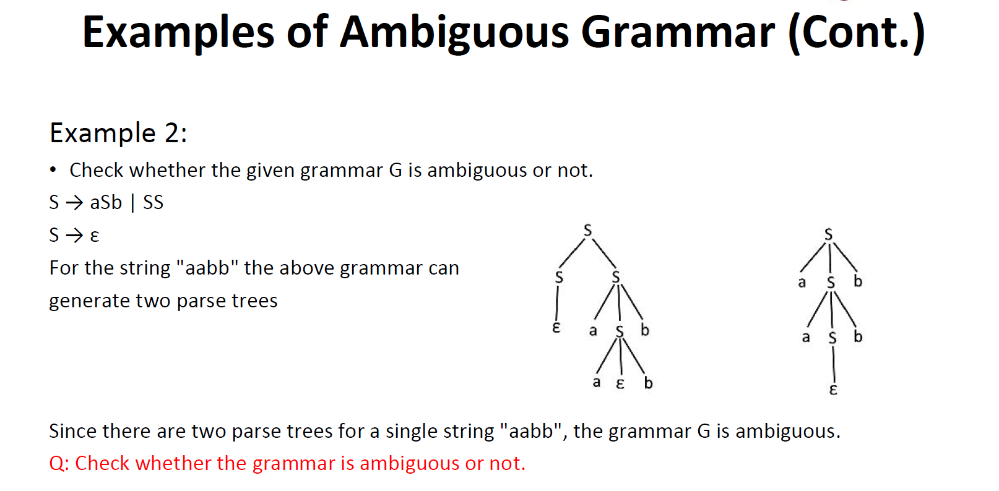 Examples of Ambiguous Grammar (Cont.)
Example 2:
• Check whether the given grammar G is ambiguous or not.
S → aSb | SS
S → ε
For the string "aabb" the above grammar can
generate two parse trees
S
S S
ε a S b
a ε b
S
a S b
a S b
ε
Since there are two parse trees for a single string "aabb", the grammar G is ambiguous.
Q: Check whether the grammar is ambiguous or not.